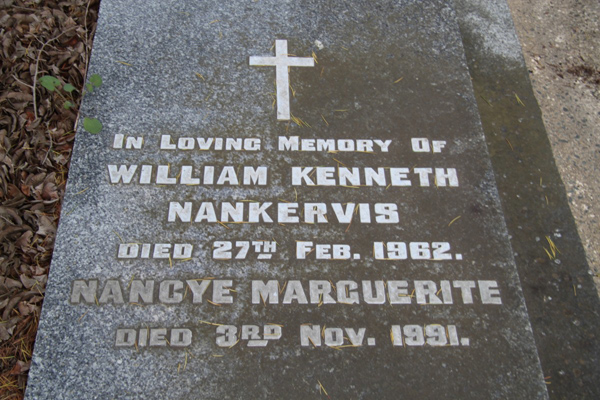 In Loving Memory Of
William Kenneth
Nankervis
Died 27th Feb. 1962.
Nancye Marguerite
Died 3rd Nov. 1991.